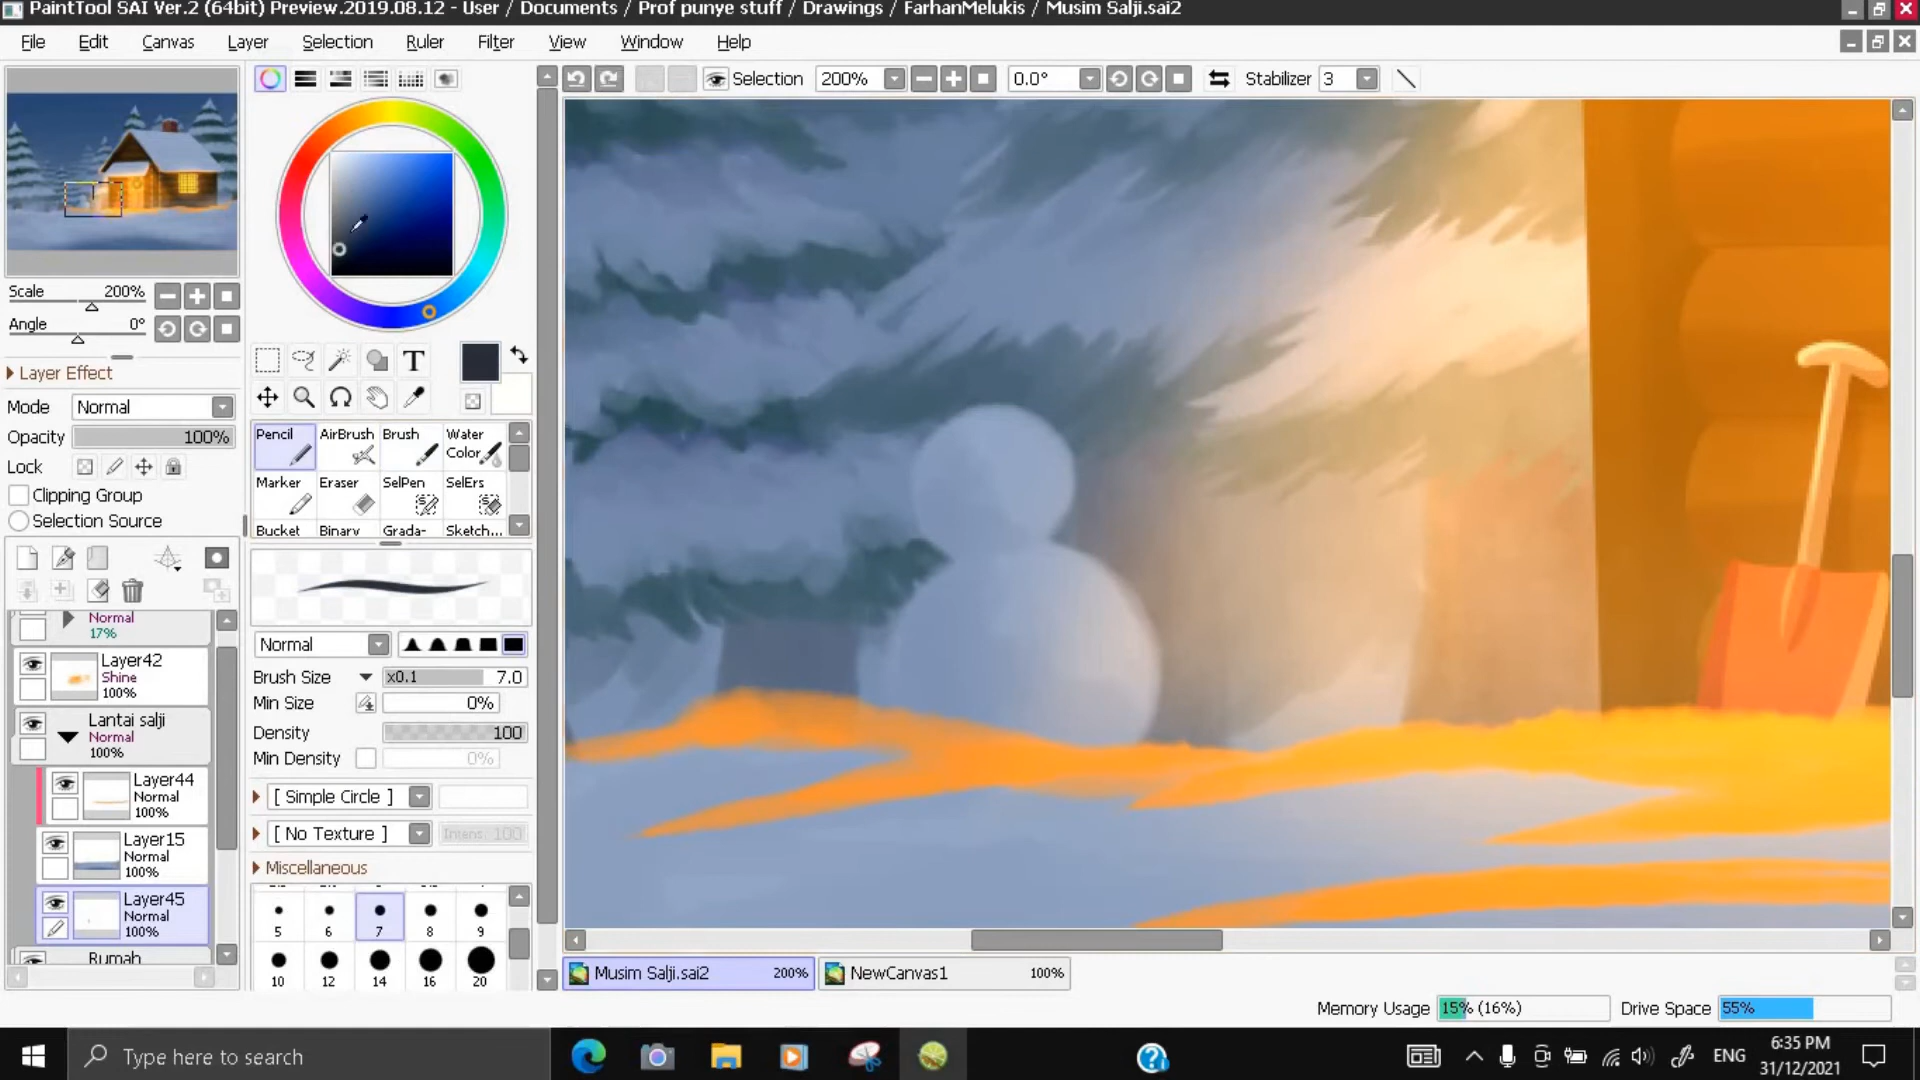 PaintTool SAI Ver.2 (64bit) Preview.2019.08.12 - User / Documents / Prof punye stuff / Drawings / FarhanMelukis / Musim Salji.sai2
File Edit Canvas Layer Selection Ruler Filter View Window Help
Selection 200% 0.0° Stabilizer 3
Scale 200%
Angle 0°
Layer Effect
Mode Normal
Opacity 100%
Lock
Clipping Group
Selection Source
Normal
17%
Layer42
Shine
100%
Lantai salji
Normal
100%
Layer44
Normal
100%
Layer15
Normal
100%
Layer45
Normal
100%
Rumah
T
Pencil AirBrush Brush Water Color
Marker Eraser SelPen SelErs
Bucket Binary Grada- Sketch...
Normal
Brush Size x0.1 7.0
Min Size 0%
Density 100
Min Density 0%
[ Simple Circle ]
[ No Texture ] Intens. 100
Miscellaneous
5 6 7 8 9
10 12 14 16 20
Musim Salji.sai2 200% NewCanvas1 100%
Memory Usage 15% (16%) Drive Space 55%
Type here to search
ENG
6:35 PM
31/12/2021